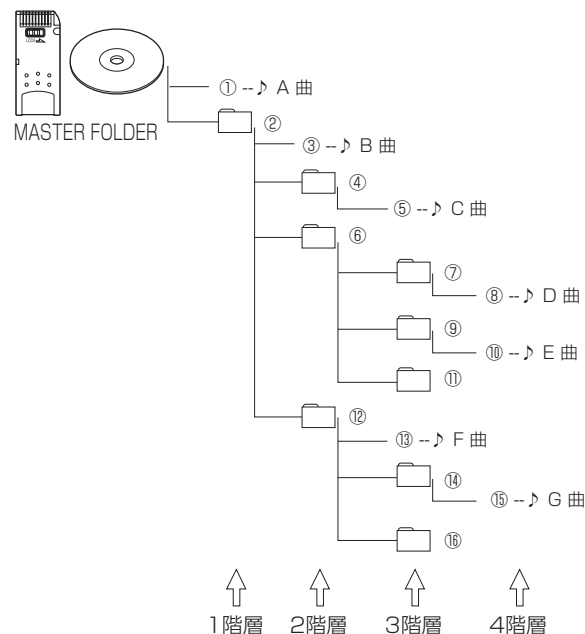 LOCK
① --♪ A 曲
MASTER FOLDER
②
③ --♪ B 曲
④
⑤ --♪ C 曲
⑥
⑦
⑧ --♪ D 曲
⑨
⑩ --♪ E 曲
⑪
⑫
⑬ --♪ F 曲
⑭
⑮ --♪ G 曲
⑯
1階層 2階層 3階層 4階層